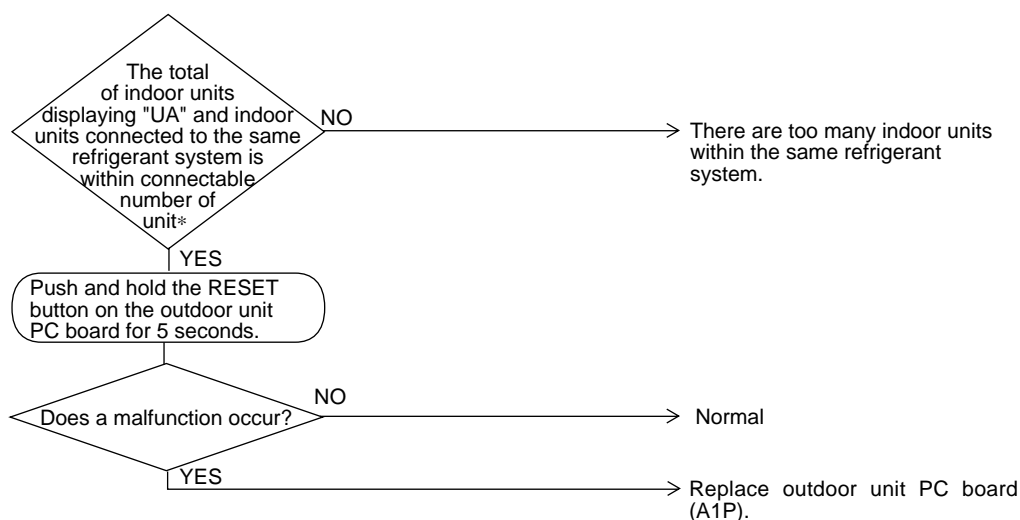 The total
of indoor units
displaying "UA" and indoor
units connected to the same
refrigerant system is
within connectable
number of
unit*
NO
There are too many indoor units
within the same refrigerant
system.
YES
Push and hold the RESET
button on the outdoor unit
PC board for 5 seconds.
Does a malfunction occur?
NO
Normal
YES
Replace outdoor unit PC board
(A1P).